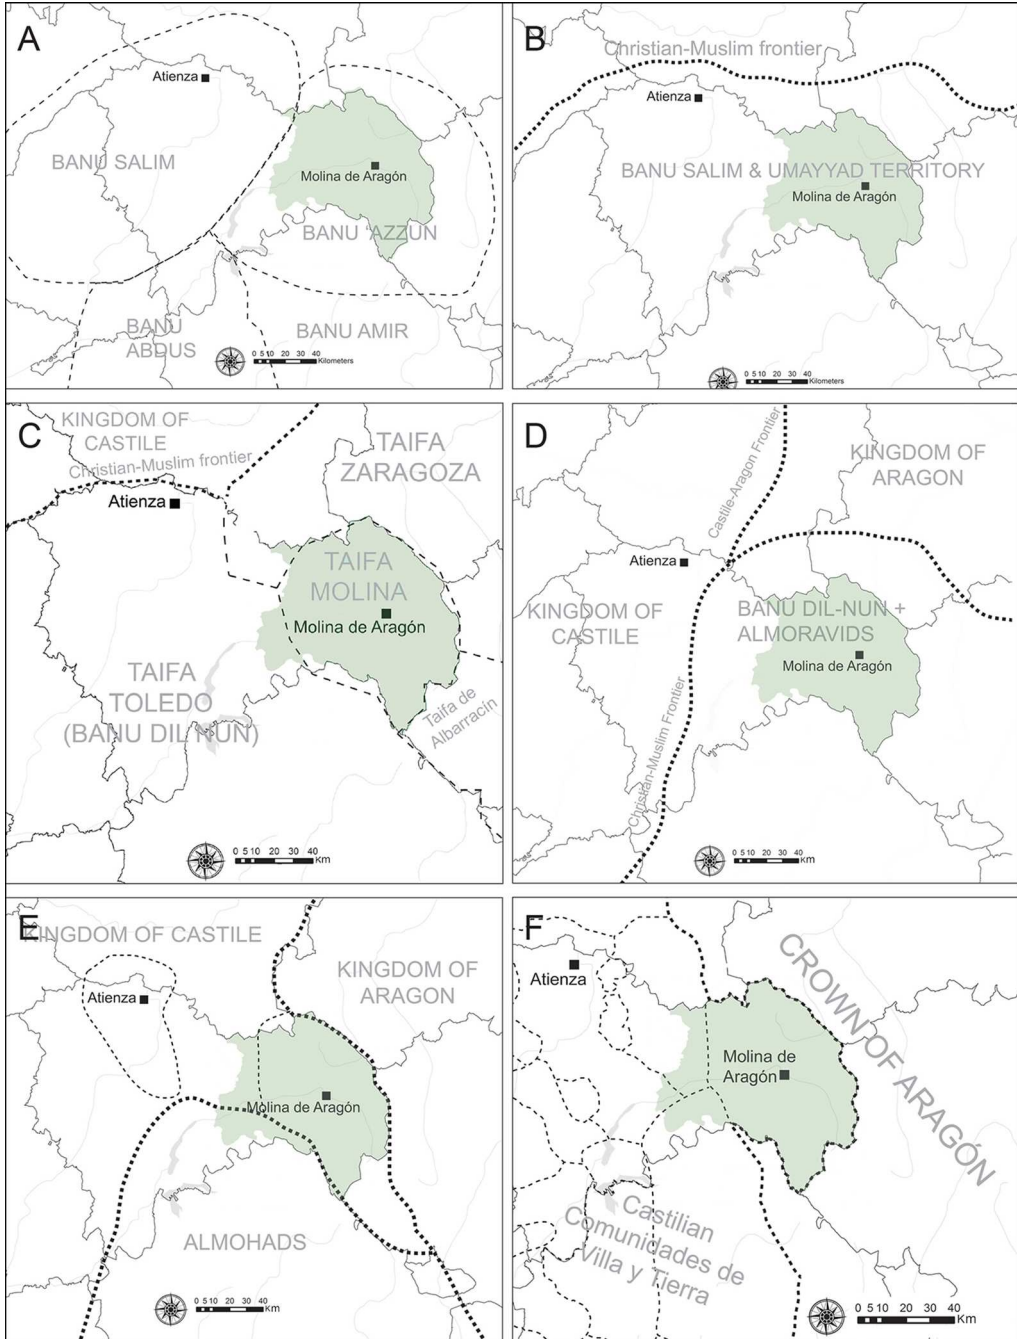 A
Atienza
BANU SALIM
Molina de Aragón
BANU 'AZZUN
BANU
ABDUS
BANU AMIR
0 5 10 20 30 40
Kilometers
B
Christian-Muslim frontier
Atienza
BANU SALIM & UMAYYAD TERRITORY
Molina de Aragón
0 5 10 20 30 40
Kilometers
C
KINGDOM OF
CASTILE
Christian-Muslim frontier
TAIFA
ZARAGOZA
Atienza
TAIFA
MOLINA
Molina de Aragón
TAIFA
TOLEDO
(BANU DIL NUN)
Taifa de
Albarracín
0 5 10 20 30 40
Km
D
Castile-Aragon Frontier
KINGDOM OF
ARAGON
Atienza
KINGDOM OF
CASTILE
BANU DIL-NUN +
ALMORAVIDS
Molina de Aragón
Christian-Muslim Frontier
0 5 10 20 30 40
Km
E
KINGDOM OF CASTILE
KINGDOM OF
ARAGON
Atienza
Molina de Aragón
ALMOHADS
0 5 10 20 30 40
Km
F
Atienza
CROWN OF ARAGÓN
Molina de
Aragón
Castilian
Comunidades de
Villa y Tierra
0 5 10 20 30 40
Km